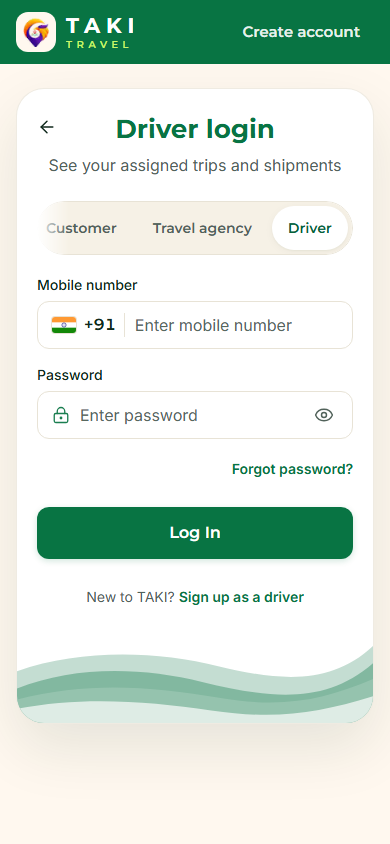 TAKI
TRAVEL
Create account
Driver login
See your assigned trips and shipments
Customer
Travel agency
Driver
Mobile number
+91
Enter mobile number
Password
Enter password
Forgot password?
Log In
New to TAKI? Sign up as a driver